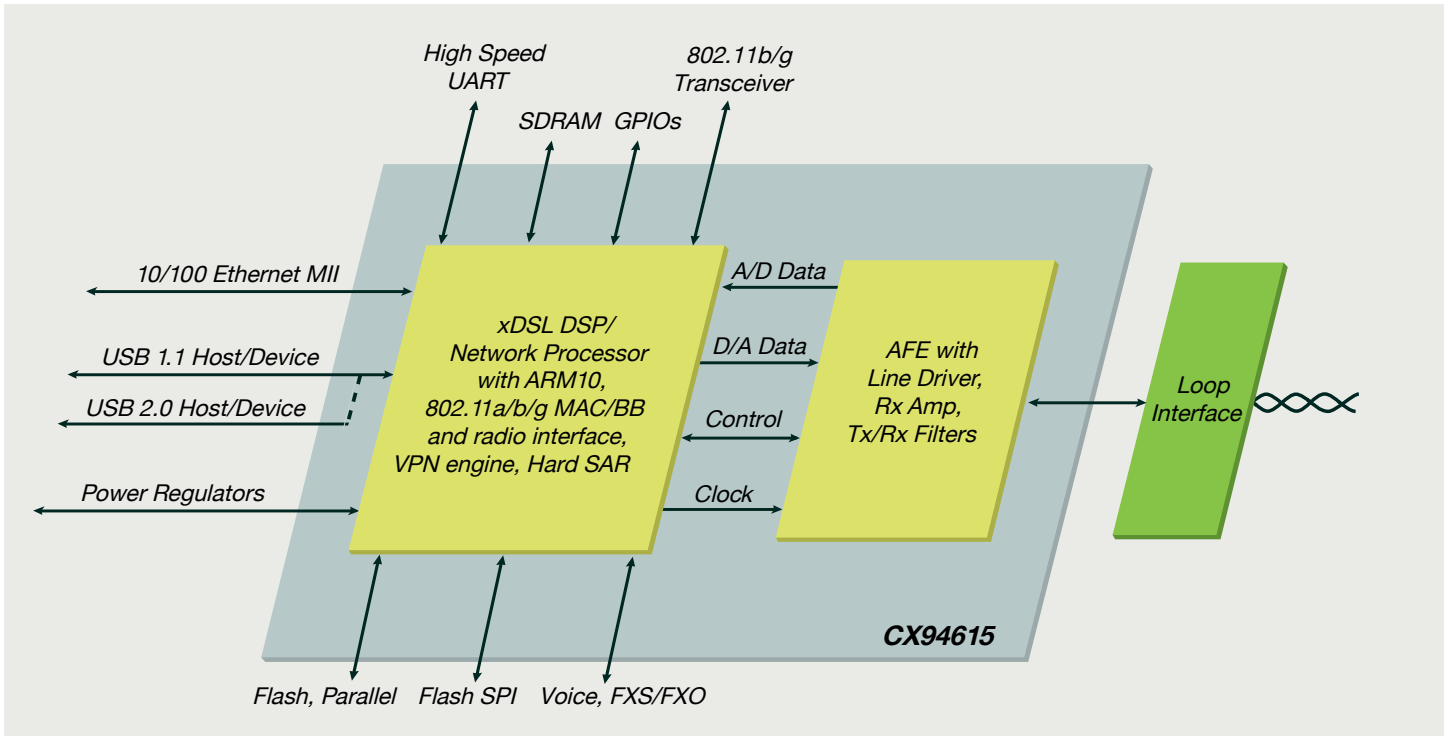 High Speed
UART
802.11b/g
Transceiver
SDRAM
GPIOs
10/100 Ethernet MII
USB 1.1 Host/Device
USB 2.0 Host/Device
Power Regulators
xDSL DSP/
Network Processor
with ARM10,
802.11a/b/g MAC/BB
and radio interface,
VPN engine, Hard SAR
A/D Data
D/A Data
Control
Clock
AFE with
Line Driver,
Rx Amp,
Tx/Rx Filters
Loop
Interface
CX94615
Flash, Parallel
Flash SPI
Voice, FXS/FXO